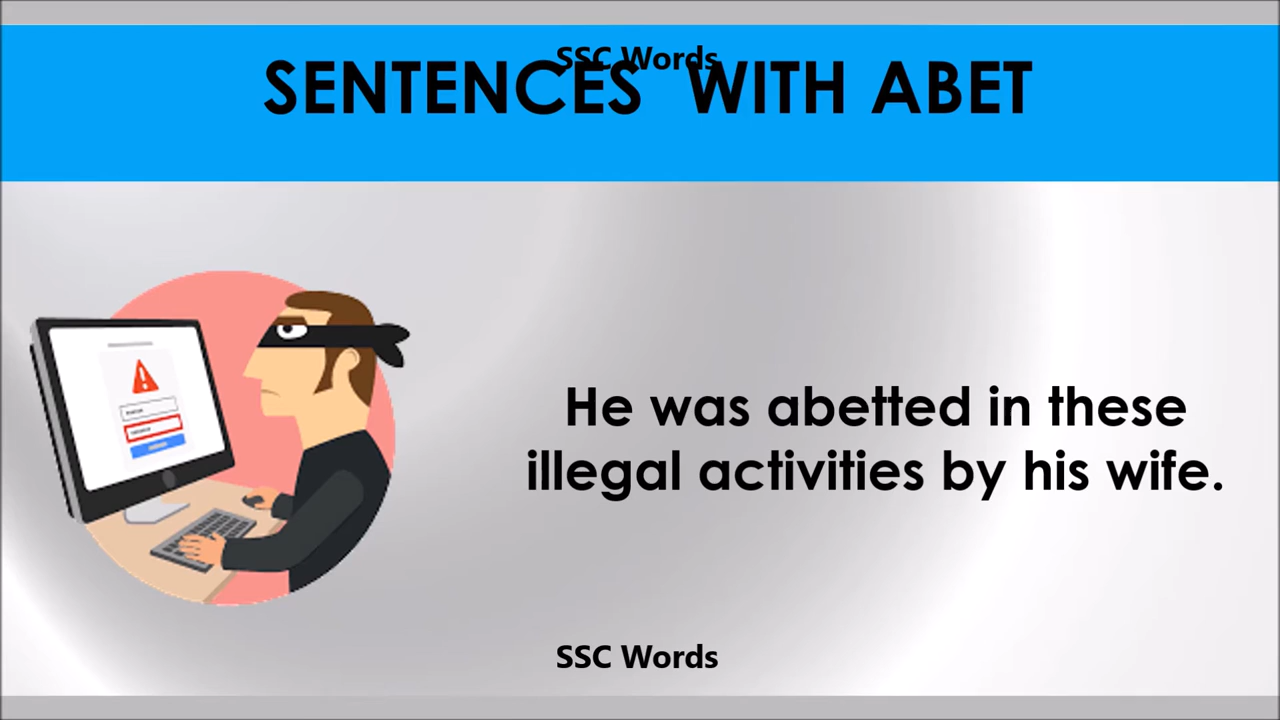 SSC Words
SENTENCES WITH ABET
He was abetted in these
illegal activities by his wife.
SSC Words